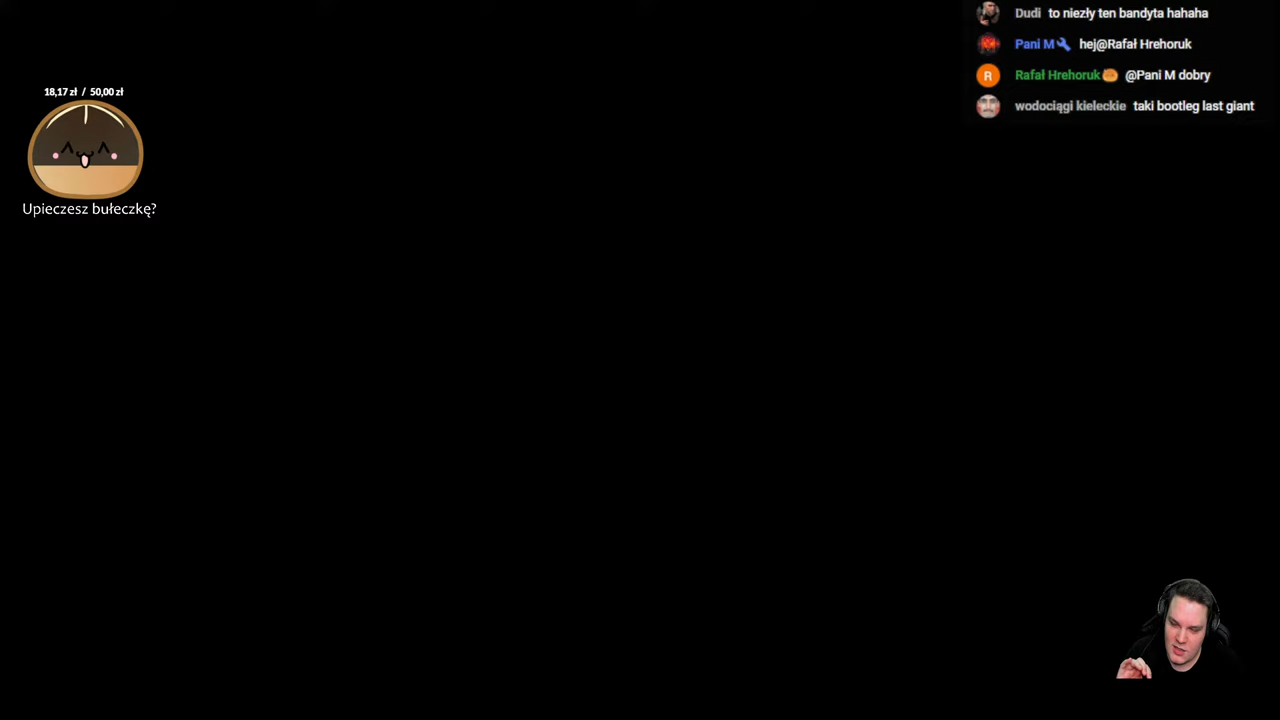 Dudi to niezły ten bandyta hahaha
Pani M hej@Rafał Hrehoruk
R Rafał Hrehoruk @Pani M dobry
wodociągi kieleckie taki bootleg last giant
18,17 zł / 50,00 zł
Upieczesz bułeczkę?